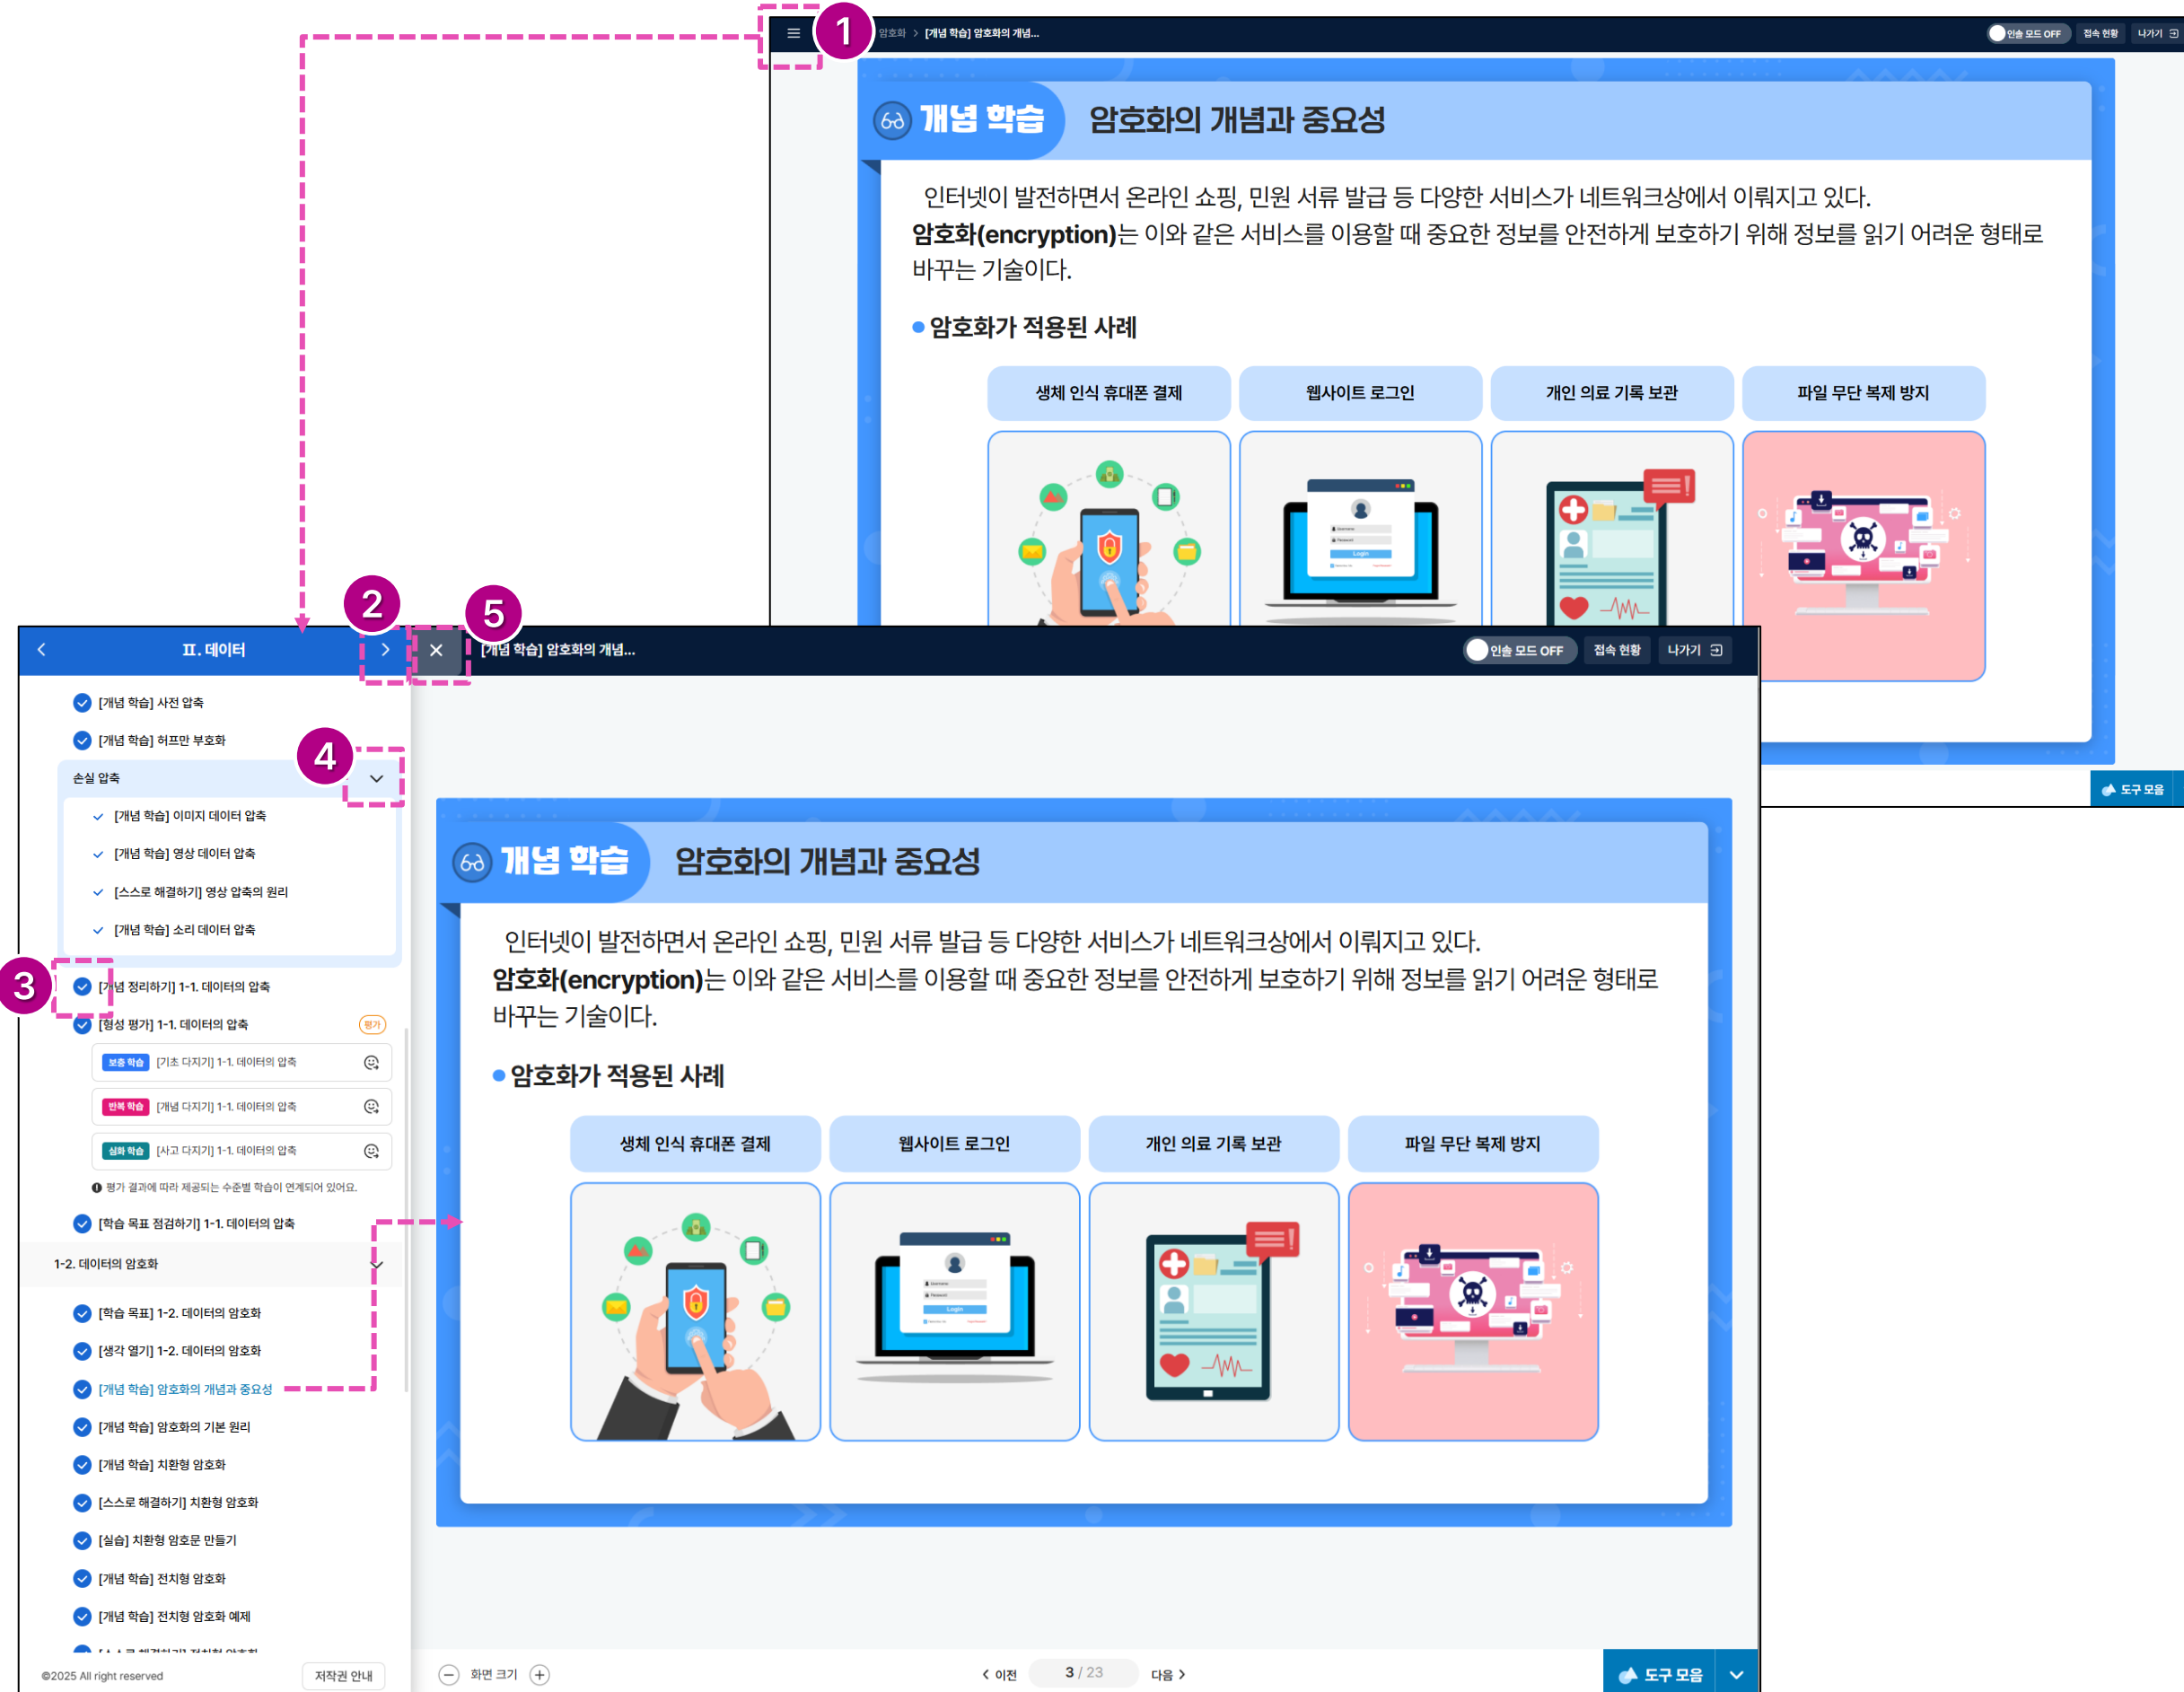 1
암호화 > [개념 학습] 암호화의 개념...
인솔 모드 OFF
접속 현황
나가기
개념 학습
암호화의 개념과 중요성
인터넷이 발전하면서 온라인 쇼핑, 민원 서류 발급 등 다양한 서비스가 네트워크상에서 이뤄지고 있다.
암호화(encryption)는 이와 같은 서비스를 이용할 때 중요한 정보를 안전하게 보호하기 위해 정보를 읽기 어려운 형태로
바꾸는 기술이다.
암호화가 적용된 사례
생체 인식 휴대폰 결제
웹사이트 로그인
개인 의료 기록 보관
파일 무단 복제 방지
Login
도구 모음
2
5
II. 데이터
[개념 학습] 암호화의 개념...
인솔 모드 OFF
접속 현황
나가기
[개념 학습] 사전 압축
[개념 학습] 허프만 부호화
4
손실 압축
[개념 학습] 이미지 데이터 압축
[개념 학습] 영상 데이터 압축
[스스로 해결하기] 영상 압축의 원리
[개념 학습] 소리 데이터 압축
3
[개념 정리하기] 1-1. 데이터의 압축
[형성 평가] 1-1. 데이터의 압축
평가
보충 학습 [기초 다지기] 1-1. 데이터의 압축
반복 학습 [개념 다지기] 1-1. 데이터의 압축
심화 학습 [사고 다지기] 1-1. 데이터의 압축
평가 결과에 따라 제공되는 수준별 학습이 연계되어 있어요.
[학습 목표 점검하기] 1-1. 데이터의 압축
1-2. 데이터의 암호화
[학습 목표] 1-2. 데이터의 암호화
[생각 열기] 1-2. 데이터의 암호화
[개념 학습] 암호화의 개념과 중요성
[개념 학습] 암호화의 기본 원리
[개념 학습] 치환형 암호화
[스스로 해결하기] 치환형 암호화
[실습] 치환형 암호문 만들기
[개념 학습] 전치형 암호화
[개념 학습] 전치형 암호화 예제
©2025 All right reserved
저작권 안내
개념 학습
암호화의 개념과 중요성
인터넷이 발전하면서 온라인 쇼핑, 민원 서류 발급 등 다양한 서비스가 네트워크상에서 이뤄지고 있다.
암호화(encryption)는 이와 같은 서비스를 이용할 때 중요한 정보를 안전하게 보호하기 위해 정보를 읽기 어려운 형태로
바꾸는 기술이다.
암호화가 적용된 사례
생체 인식 휴대폰 결제
웹사이트 로그인
개인 의료 기록 보관
파일 무단 복제 방지
Login
화면 크기
이전
3 / 23
다음
도구 모음